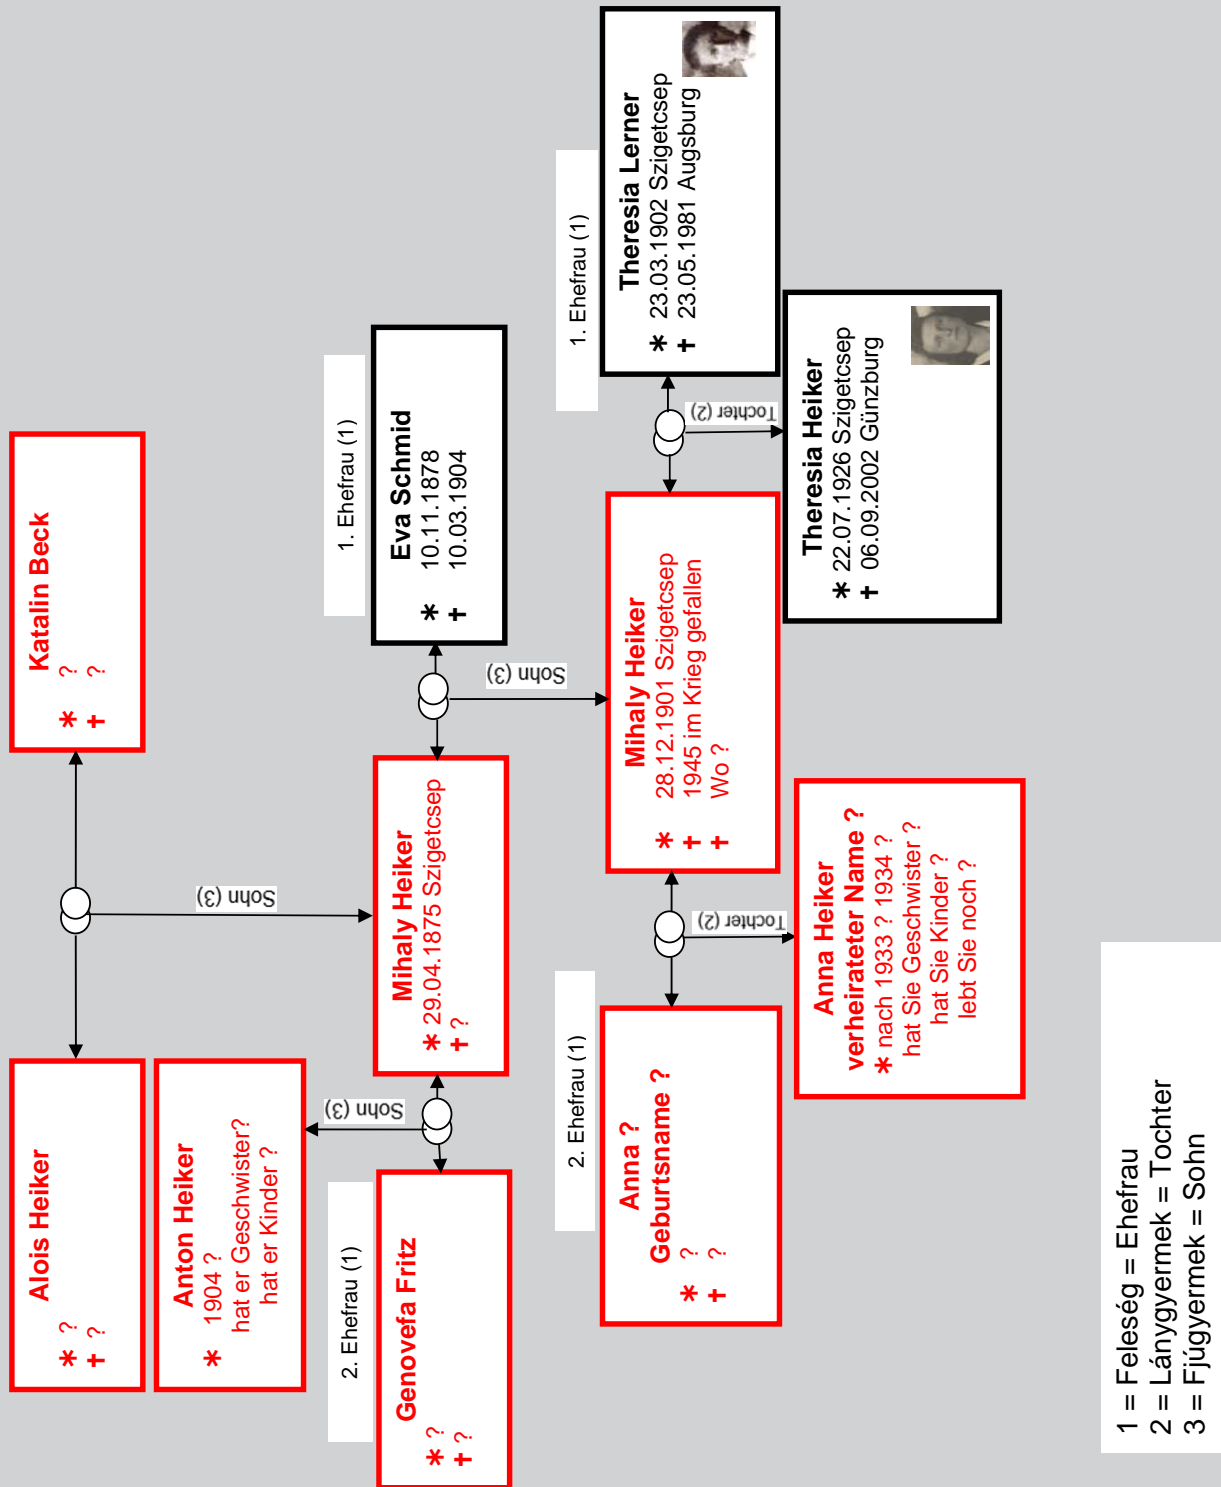 Alois Heiker
* ?
† ?
Katalin Beck
* ?
† ?
Sohn (3)
Anton Heiker
* 1904 ?
hat er Geschwister?
hat er Kinder ?
Sohn (3)
2. Ehefrau (1)
Genovefa Fritz
* ?
† ?
Mihaly Heiker
* 29.04.1875 Szigetcsep
† ?
1. Ehefrau (1)
Eva Schmid
* 10.11.1878
† 10.03.1904
Sohn (3)
2. Ehefrau (1)
Anna ?
Geburtsname ?
* ?
† ?
Mihaly Heiker
* 28.12.1901 Szigetcsep
† 1945 im Krieg gefallen
† Wo ?
1. Ehefrau (1)
Theresia Lerner
* 23.03.1902 Szigetcsep
† 23.05.1981 Augsburg
Tochter (2)
Tochter (2)
Anna Heiker
verheirateter Name ?
* nach 1933 ? 1934 ?
hat Sie Geschwister ?
hat Sie Kinder ?
lebt Sie noch ?
Theresia Heiker
* 22.07.1926 Szigetcsep
† 06.09.2002 Günzburg
1 = Feleség = Ehefrau
2 = Lánygyermek = Tochter
3 = Fjúgyermek = Sohn